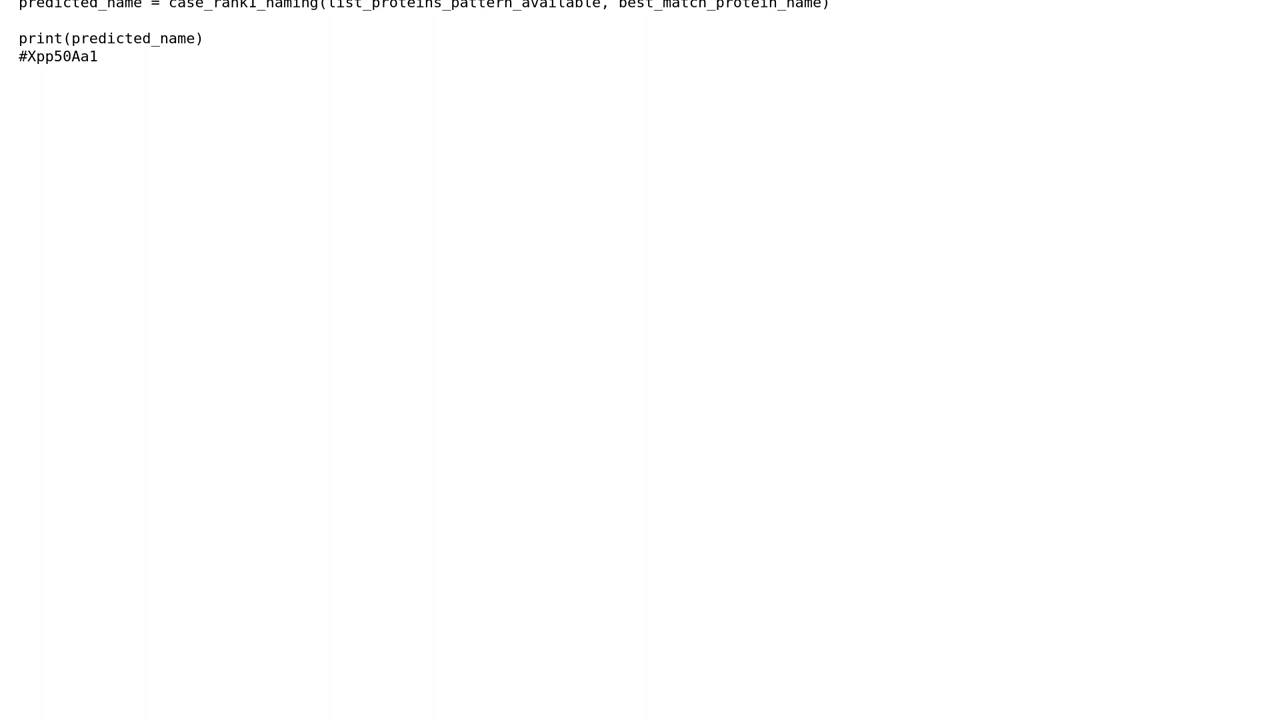 predicted_name = case_rank1_naming(list_proteins_pattern_available, best_match_protein_name)
print(predicted_name)
#Xpp50Aa1